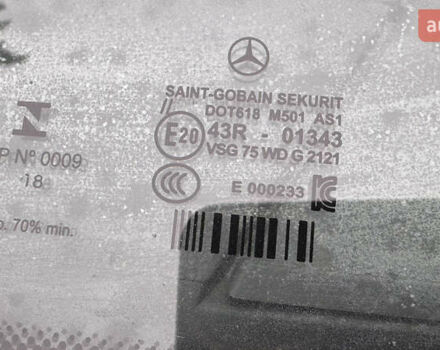 SAINT-GOBAIN SEKURIT
DOT618 M501 AS1
E20
43R - 01343
VSG 75 WD G 2121
CCC
E 000233
N
P Nº 0009
18
o. 70% min.